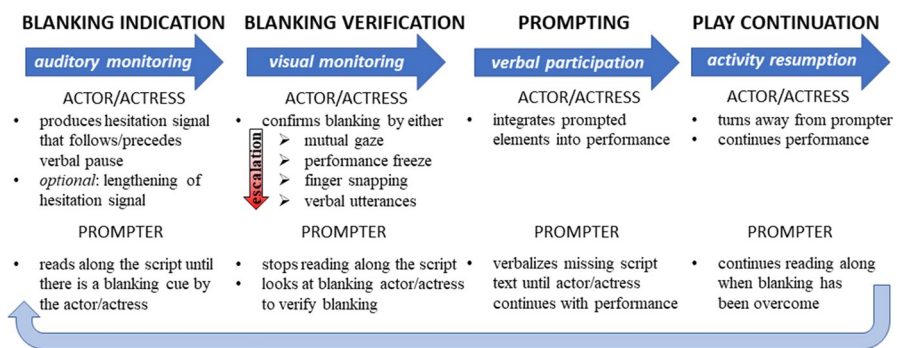 BLANKING INDICATION
auditory monitoring
ACTOR/ACTRESS
• produces hesitation signal
that follows/precedes
verbal pause
• optional: lengthening of
hesitation signal
PROMPTER
• reads along the script until
there is a blanking cue by
the actor/actress
BLANKING VERIFICATION
visual monitoring
ACTOR/ACTRESS
• confirms blanking by either
escalation
➢ mutual gaze
➢ performance freeze
➢ finger snapping
➢ verbal utterances
PROMPTER
• stops reading along the script
• looks at blanking actor/actress
to verify blanking
PROMPTING
verbal participation
ACTOR/ACTRESS
• integrates prompted
elements into performance
PROMPTER
• verbalizes missing script
text until actor/actress
continues with performance
PLAY CONTINUATION
activity resumption
ACTOR/ACTRESS
• turns away from prompter
• continues performance
PROMPTER
• continues reading along
when blanking has
been overcome